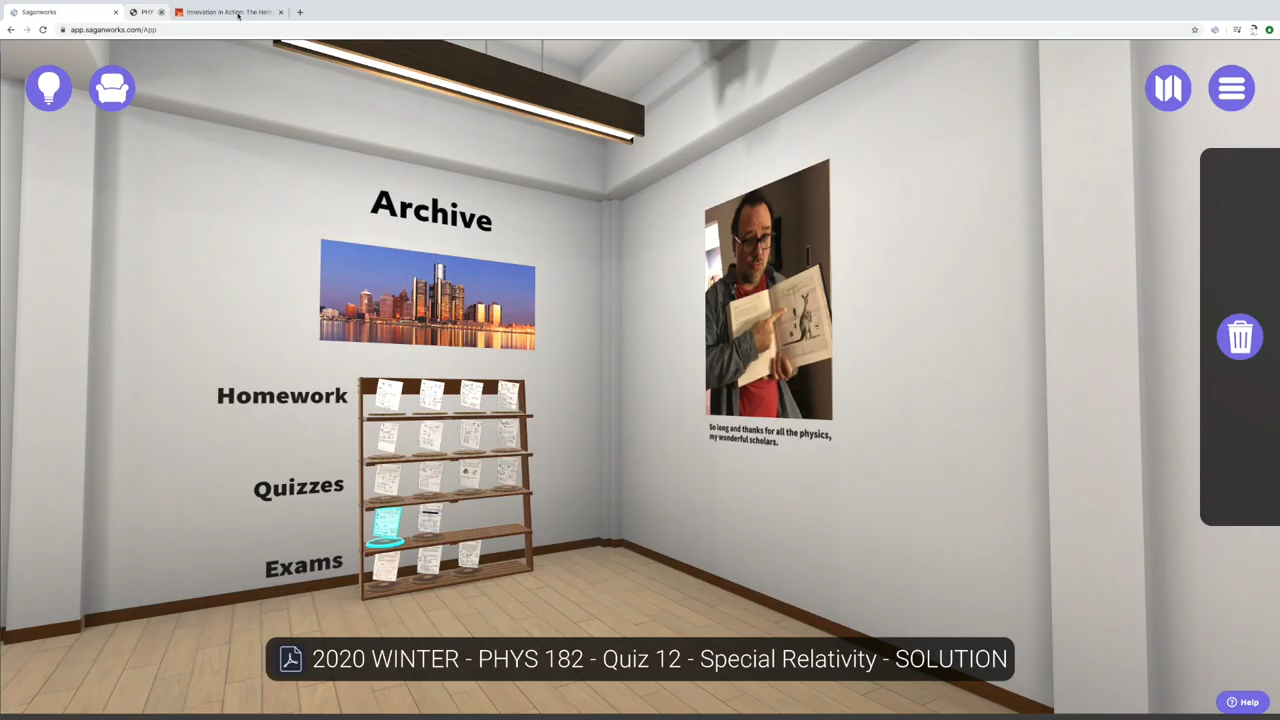 Saganworks
PHY
Innovation in Action: The Hen
app.saganworks.com/App
Archive
Homework
Quizzes
Exams
So long and thanks for all the physics,
my wonderful scholars.
2020 WINTER - PHYS 182 - Quiz 12 - Special Relativity - SOLUTION
Help